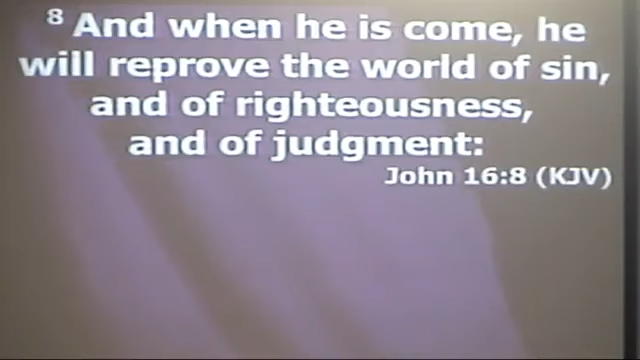 8 And when he is come, he
will reprove the world of sin,
and of righteousness,
and of judgment:
John 16:8 (KJV)